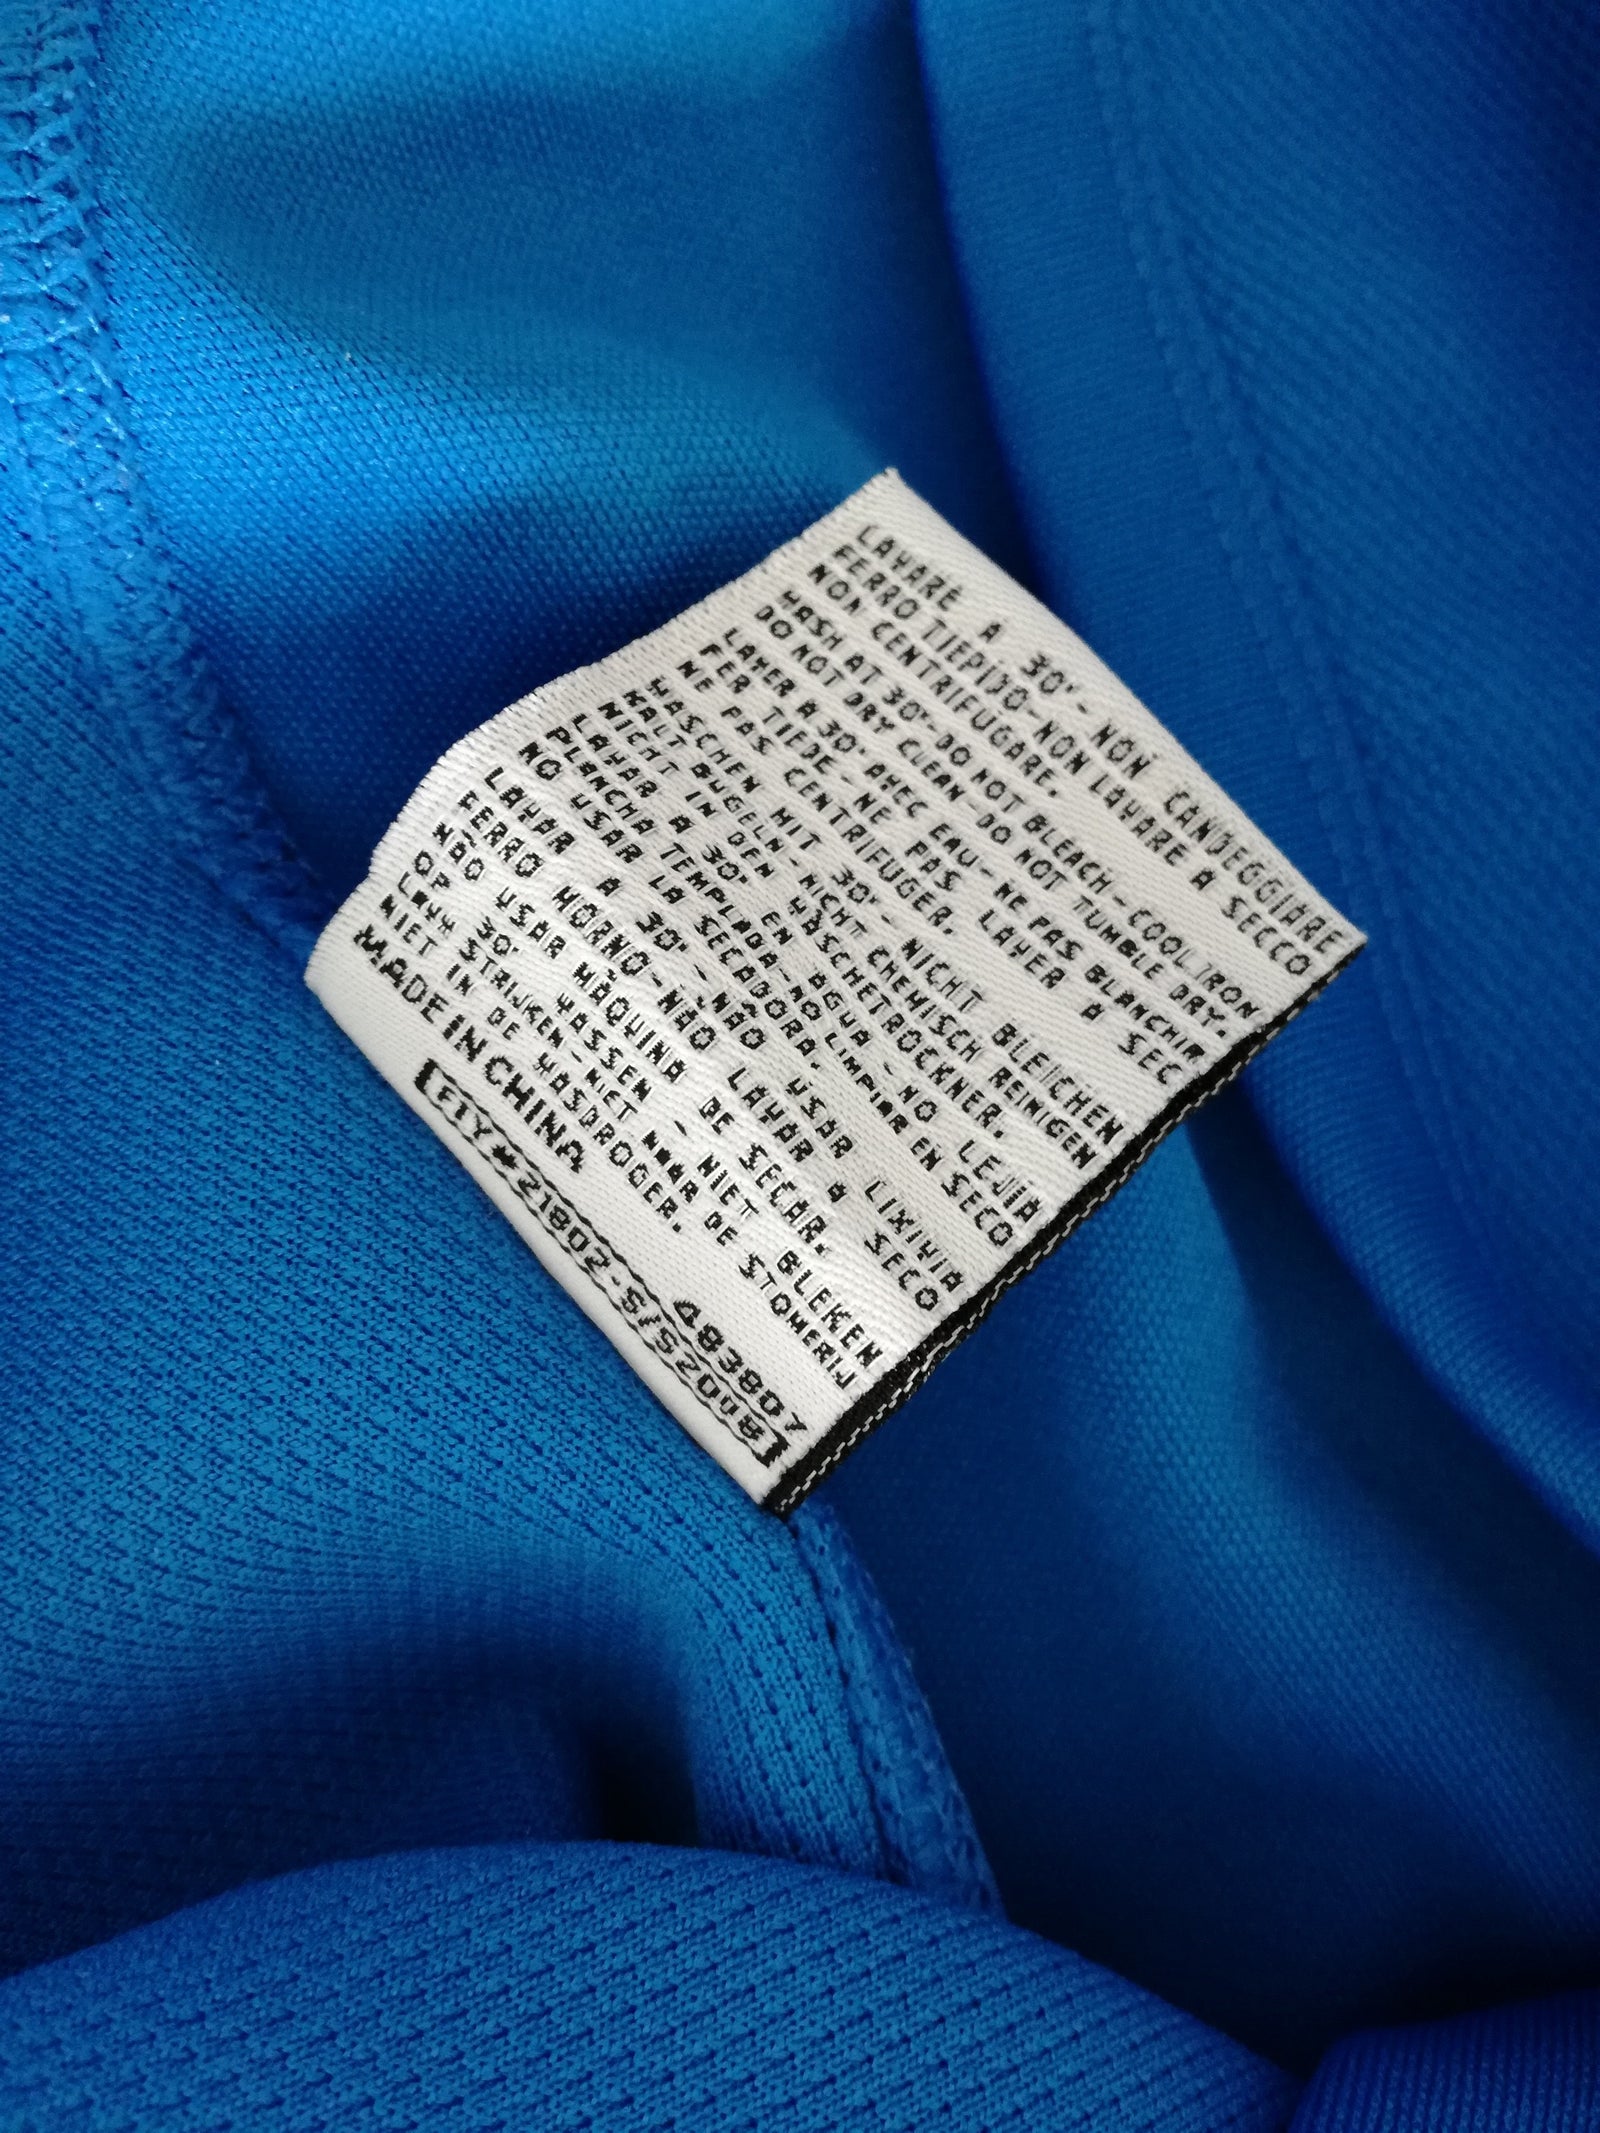 LAVARE A 30°- NON CANDEGGIARE
FERRO TIEPIDO-NON LAVARE A SECCO
NON CENTRIFUGARE.
WASH AT 30°-DO NOT BLEACH-COOL IRON
DO NOT DRY CLEAN-DO NOT TUMBLE DRY.
LAVER A 30° AVEC EAU-NE PAS BLANCHIR
FER TIEDE-NE PAS LAVER A SEC
NE PAS CENTRIFUGER.
WASCHEN MIT 30°- NICHT BLEICHEN
KALT BUGELN-NICHT CHEMISCH REINIGEN
NICHT IN DEN WASCHETROCKNER.
LAVAR A 30° EN AGUA-NO LEJIA
PLANCHA TEMPLADA-NO LIMPIAR EN SECO
NO USAR LA SECADORA.
LAVAR A 30°-NÃO USAR LIXIVIA
FERRO MORNO-NÃO LAVAR A SECO
NÃO USAR MÁQUINA DE SECAR.
OP 30° WASSEN - NIET BLEKEN
LAUW STRIJKEN-NIET NAAR DE STOMERIJ
NIET IN DE WASDROGER.
MADE IN CHINA 483807
[FTY#21802-S/S2008]